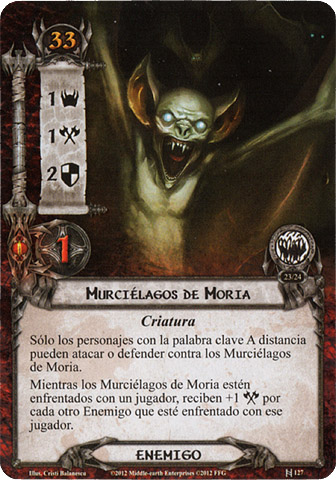 33
1
1
2
1
23/24
Murciélagos de Moria
Criatura
Sólo los personajes con la palabra clave A distancia
pueden atacar o defender contra los Murciélagos
de Moria.
Mientras los Murciélagos de Moria estén
enfrentados con un jugador, reciben +1 por
cada otro Enemigo que esté enfrentado con ese
jugador.
ENEMIGO
Illus. Cristi Balanescu ©2012 Middle-earth Enterprises ©2012 FFG 127